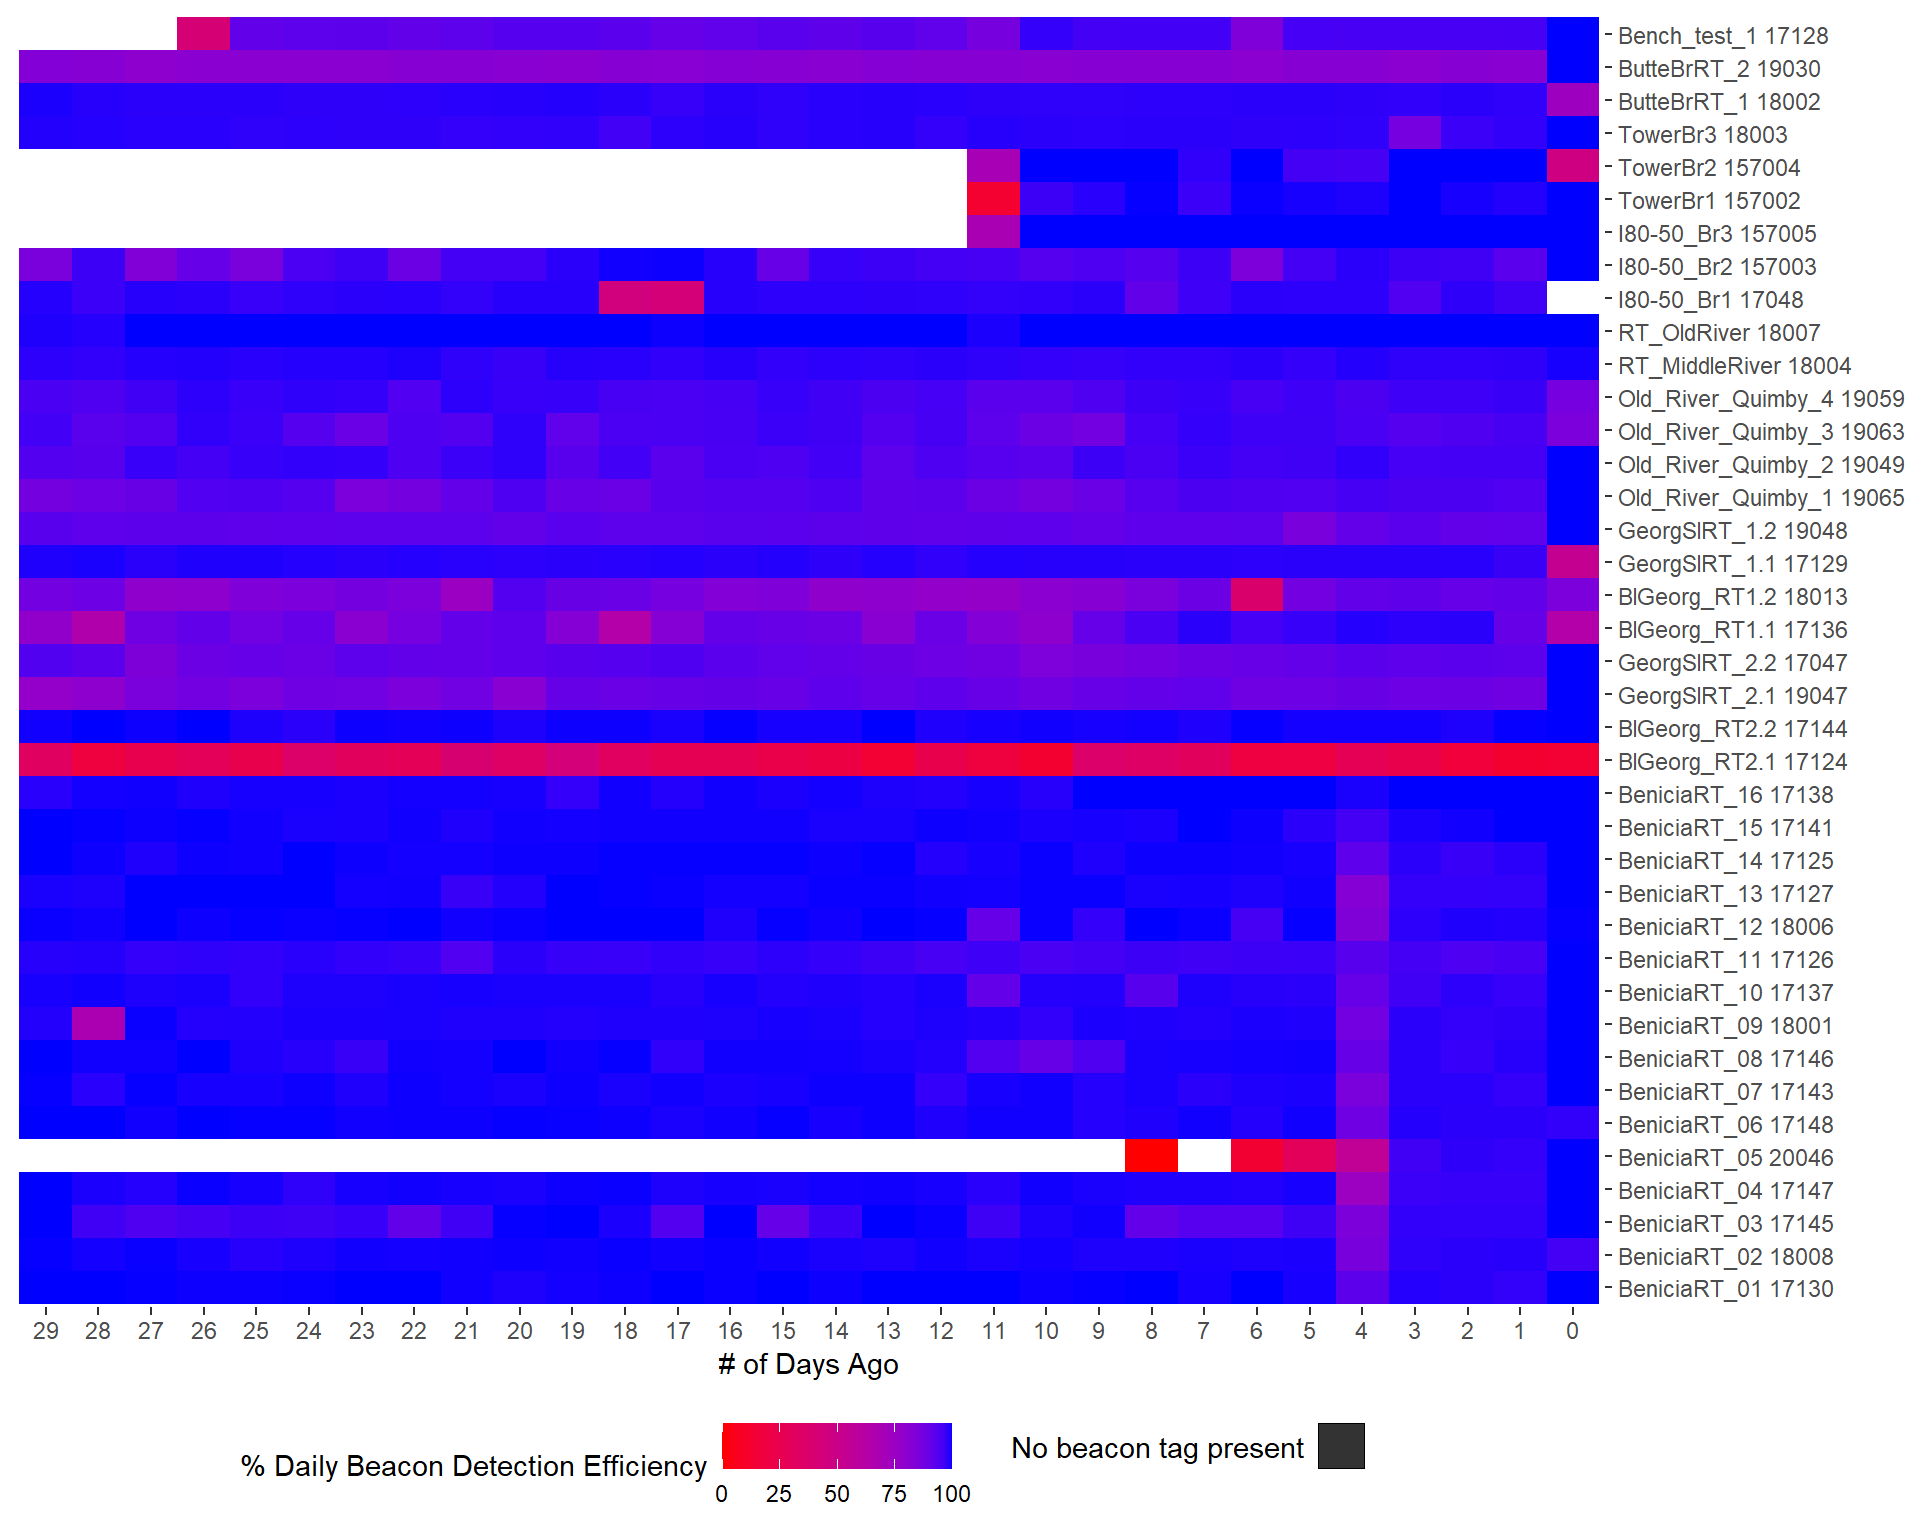 Bench_test_1 17128
ButteBrRT_2 19030
ButteBrRT_1 18002
TowerBr3 18003
TowerBr2 157004
TowerBr1 157002
I80-50_Br3 157005
I80-50_Br2 157003
I80-50_Br1 17048
RT_OldRiver 18007
RT_MiddleRiver 18004
Old_River_Quimby_4 19059
Old_River_Quimby_3 19063
Old_River_Quimby_2 19049
Old_River_Quimby_1 19065
GeorgSlRT_1.2 19048
GeorgSlRT_1.1 17129
BlGeorg_RT1.2 18013
BlGeorg_RT1.1 17136
GeorgSlRT_2.2 17047
GeorgSlRT_2.1 19047
BlGeorg_RT2.2 17144
BlGeorg_RT2.1 17124
BeniciaRT_16 17138
BeniciaRT_15 17141
BeniciaRT_14 17125
BeniciaRT_13 17127
BeniciaRT_12 18006
BeniciaRT_11 17126
BeniciaRT_10 17137
BeniciaRT_09 18001
BeniciaRT_08 17146
BeniciaRT_07 17143
BeniciaRT_06 17148
BeniciaRT_05 20046
BeniciaRT_04 17147
BeniciaRT_03 17145
BeniciaRT_02 18008
BeniciaRT_01 17130
29 28 27 26 25 24 23 22 21 20 19 18 17 16 15 14 13 12 11 10 9 8 7 6 5 4 3 2 1 0
# of Days Ago
% Daily Beacon Detection Efficiency
0 25 50 75 100
No beacon tag present